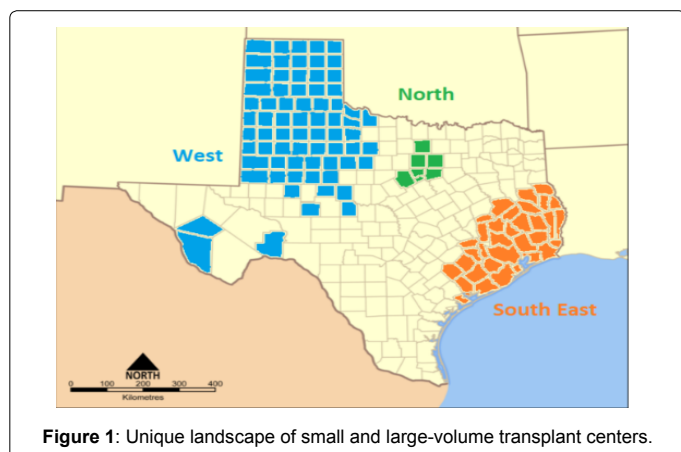 North
West
South East
NORTH
0 100 200 300 400
Kilometres
Figure 1: Unique landscape of small and large-volume transplant centers.